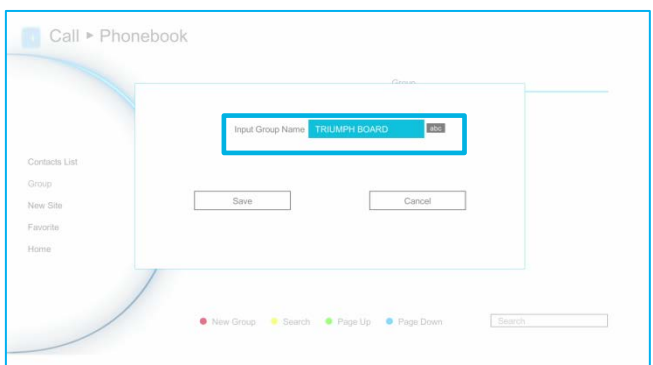 Call ▸ Phonebook
Group
Input Group Name TRIUMPH BOARD abc
Contacts List
Group
New Site
Favorite
Home
Save Cancel
New Group Search Page Up Page Down Search